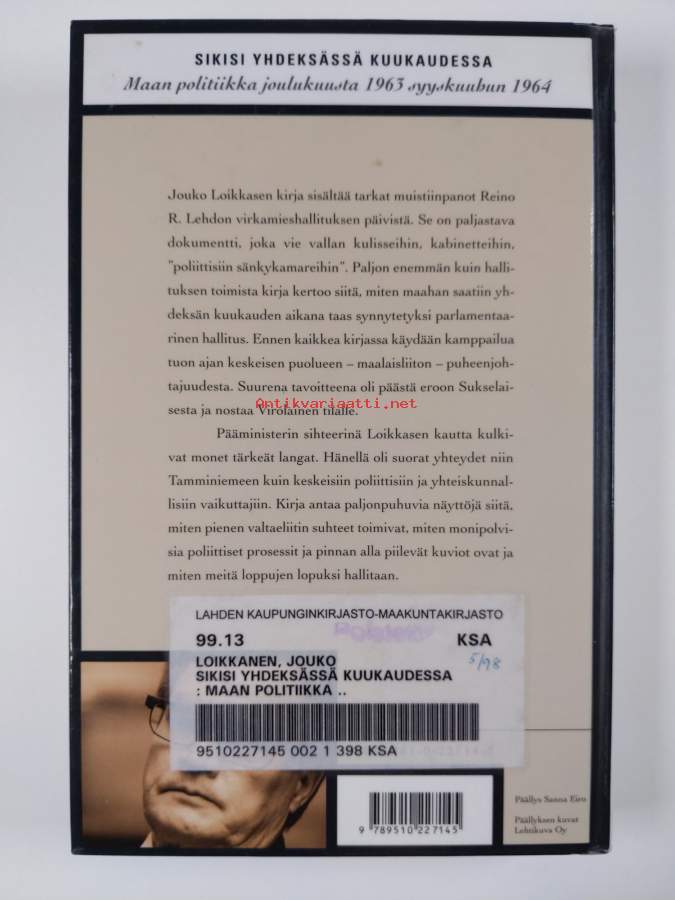 SIKISI YHDEKSÄSSÄ KUUKAUDESSA
Maan politiikka joulukuusta 1963 syyskuuhun 1964
Jouko Loikkasen kirja sisältää tarkat muistiinpanot Reino
R. Lehdon virkamieshallituksen päivistä. Se on paljastava
dokumentti, joka vie vallan kulisseihin, kabinetteihin,
"poliittisiin sänkykamareihin". Paljon enemmän kuin halli-
tuksen toimista kirja kertoo siitä, miten maahan saatiin yh-
deksän kuukauden aikana taas synnytetyksi parlamentaa-
rinen hallitus. Ennen kaikkea kirjassa käydään kamppailua
tuon ajan keskeisen puolueen – maalaisliiton – puheenjoh-
tajuudesta. Suurena tavoitteena oli päästä eroon Sukselai-
sesta ja nostaa Virolainen tilalle.
Antikvariaatti.net
Pääministerin sihteerinä Loikkasen kautta kulki-
vat monet tärkeät langat. Hänellä oli suorat yhteydet niin
Tamminiemeen kuin keskeisiin poliittisiin ja yhteiskunnal-
lisiin vaikuttajiin. Kirja antaa paljonpuhuvia näyttöjä siitä,
miten pienen valtaeliitin suhteet toimivat, miten monipolvi-
sia poliittiset prosessit ja pinnan alla piilevät kuviot ovat ja
miten meitä loppujen lopuksi hallitaan.
LAHDEN KAUPUNGINKIRJASTO-MAAKUNTAKIRJASTO
99.13 KSA
5/98
LOIKKANEN, JOUKO
SIKISI YHDEKSÄSSÄ KUUKAUDESSA
: MAAN POLITIIKKA ..
9510227145 002 1 398 KSA
9 789510 227145
Päällys Sanna Eiro
Päällyksen kuvat
Lehtikuva Oy